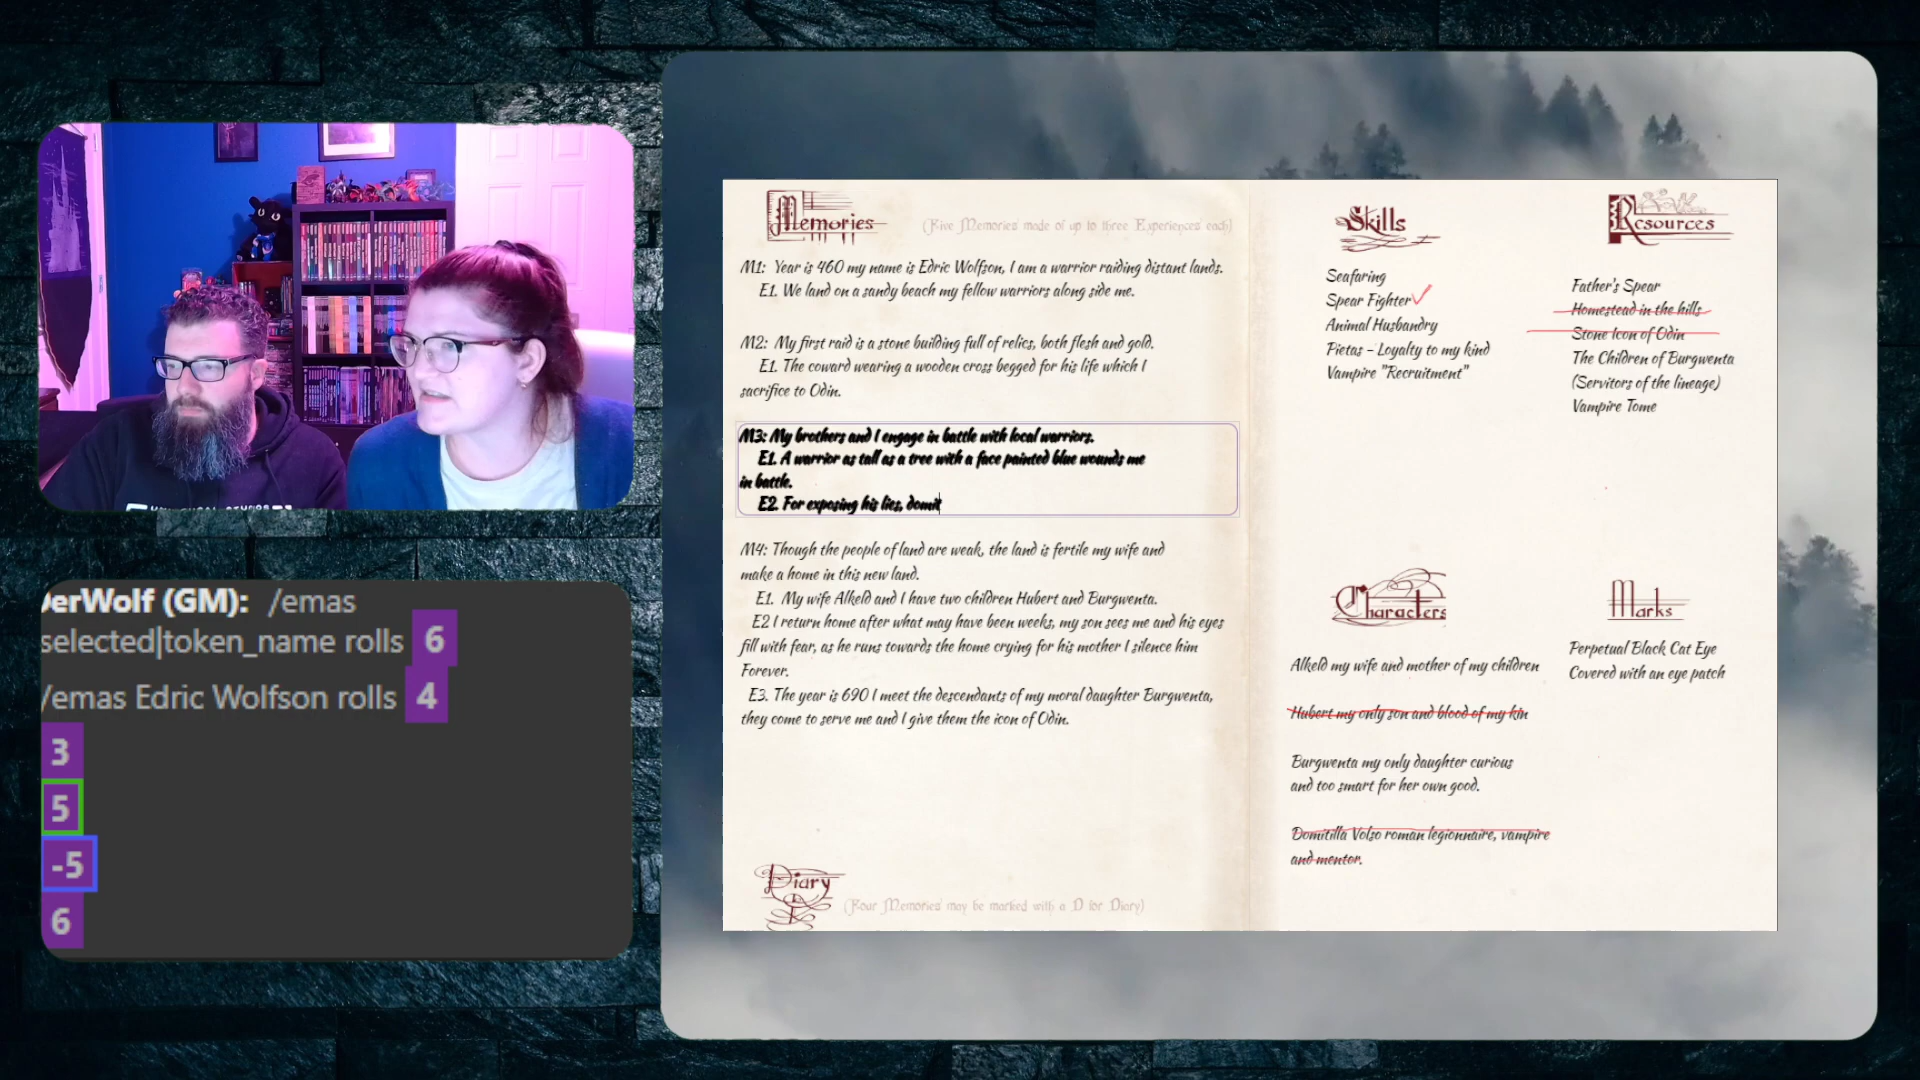 Memories
(Five Memories made of up to three Experiences each)
M1: Year is 460 my name is Edric Wolfson, I am a warrior raiding distant lands.
E1. We land on a sandy beach my fellow warriors along side me.
M2: My first raid is a stone building full of relics, both flesh and gold.
E1. The coward wearing a wooden cross begged for his life which I
sacrifice to Odin.
M3: My brothers and I engage in battle with local warriors.
E1. A warrior as tall as a tree with a face painted blue wounds me
in battle.
E2. For exposing his lies, domit
M4: Though the people of land are weak, the land is fertile my wife and
make a home in this new land.
E1. My wife Alkeld and I have two children Hubert and Burgwenta.
E2 I return home after what may have been weeks, my son sees me and his eyes
fill with fear, as he runs towards the home crying for his mother I silence him
Forever.
E3. The year is 690 I meet the descendants of my moral daughter Burgwenta,
they come to serve me and I give them the icon of Odin.
Diary
(Four Memories may be marked with a D for Diary)
Skills
Seafaring
Spear Fighter
Animal Husbandry
Pietas - Loyalty to my kind
Vampire "Recruitment"
Resources
Father's Spear
Homestead in the hills
Stone Icon of Odin
The Children of Burgwenta
(Servitors of the lineage)
Vampire Tome
Characters
Alkeld my wife and mother of my children
Hubert my only son and blood of my kin
Burgwenta my only daughter curious
and too smart for her own good.
Domitilla Volso roman legionnaire, vampire
and mentor.
Marks
Perpetual Black Cat Eye
Covered with an eye patch
DerWolf (GM): /emas
selected|token_name rolls 6
/emas Edric Wolfson rolls 4
3
5
-5
6